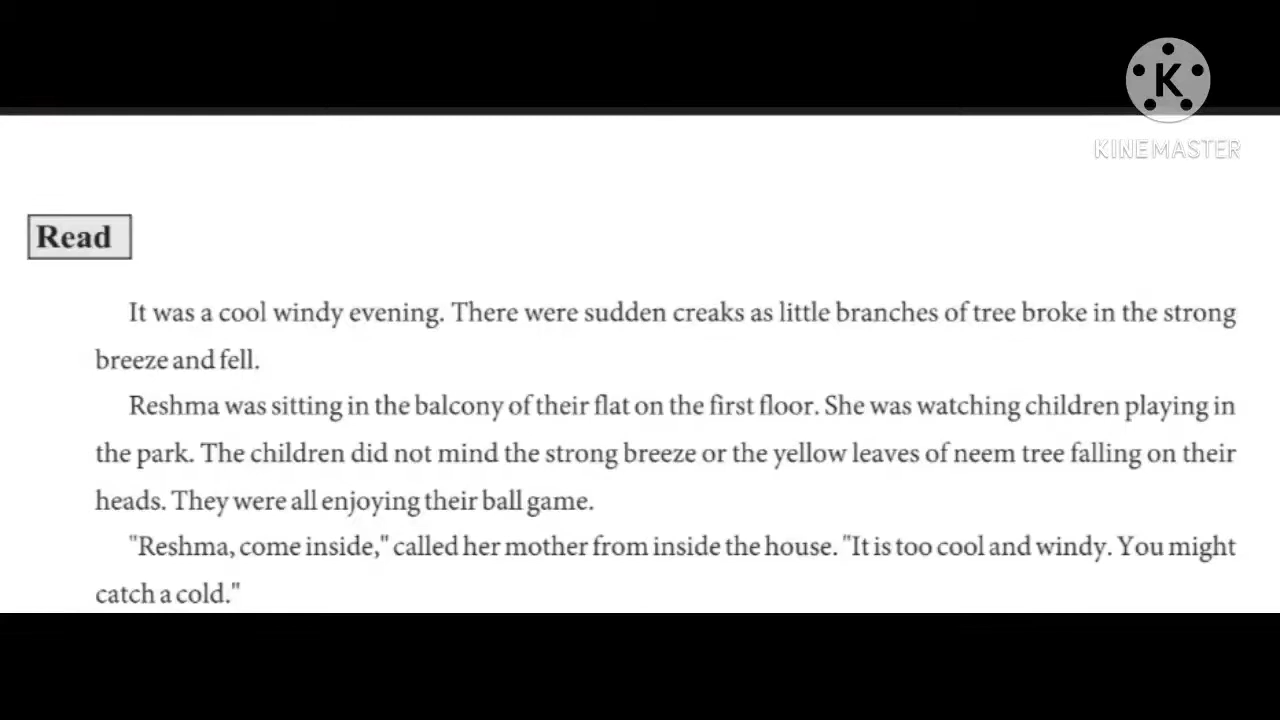 K
KINEMASTER
Read
It was a cool windy evening. There were sudden creaks as little branches of tree broke in the strong
breeze and fell.
Reshma was sitting in the balcony of their flat on the first floor. She was watching children playing in
the park. The children did not mind the strong breeze or the yellow leaves of neem tree falling on their
heads. They were all enjoying their ball game.
"Reshma, come inside," called her mother from inside the house. "It is too cool and windy. You might
catch a cold."